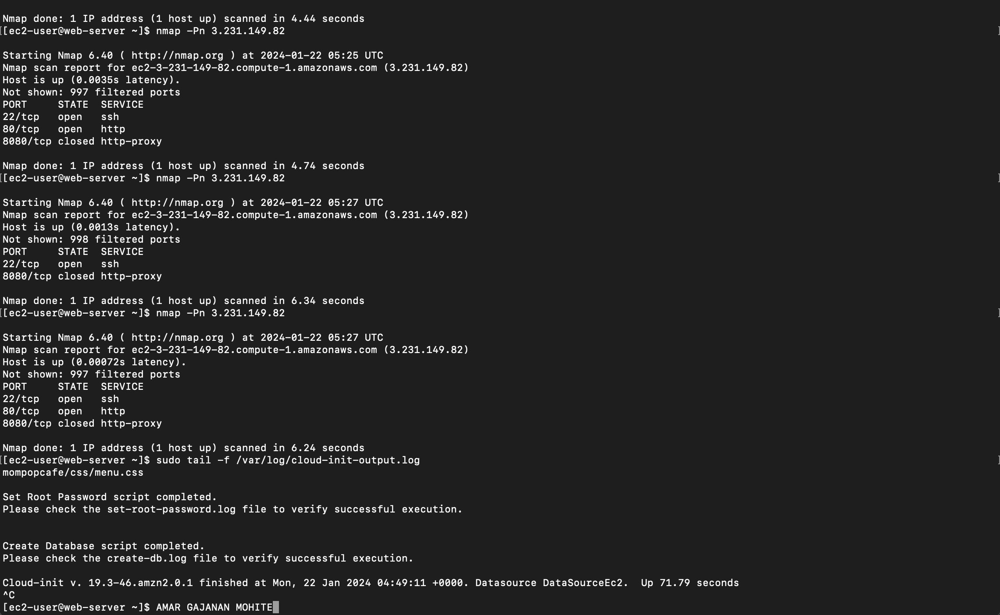 Nmap done: 1 IP address (1 host up) scanned in 4.44 seconds
[[ec2-user@web-server ~]$ nmap -Pn 3.231.149.82 ]
Starting Nmap 6.40 ( http://nmap.org ) at 2024-01-22 05:25 UTC
Nmap scan report for ec2-3-231-149-82.compute-1.amazonaws.com (3.231.149.82)
Host is up (0.0035s latency).
Not shown: 997 filtered ports
PORT     STATE  SERVICE
22/tcp   open   ssh
80/tcp   open   http
8080/tcp closed http-proxy
Nmap done: 1 IP address (1 host up) scanned in 4.74 seconds
[[ec2-user@web-server ~]$ nmap -Pn 3.231.149.82 ]
Starting Nmap 6.40 ( http://nmap.org ) at 2024-01-22 05:27 UTC
Nmap scan report for ec2-3-231-149-82.compute-1.amazonaws.com (3.231.149.82)
Host is up (0.0013s latency).
Not shown: 998 filtered ports
PORT     STATE  SERVICE
22/tcp   open   ssh
8080/tcp closed http-proxy
Nmap done: 1 IP address (1 host up) scanned in 6.34 seconds
[[ec2-user@web-server ~]$ nmap -Pn 3.231.149.82 ]
Starting Nmap 6.40 ( http://nmap.org ) at 2024-01-22 05:27 UTC
Nmap scan report for ec2-3-231-149-82.compute-1.amazonaws.com (3.231.149.82)
Host is up (0.00072s latency).
Not shown: 997 filtered ports
PORT     STATE  SERVICE
22/tcp   open   ssh
80/tcp   open   http
8080/tcp closed http-proxy
Nmap done: 1 IP address (1 host up) scanned in 6.24 seconds
[[ec2-user@web-server ~]$ sudo tail -f /var/log/cloud-init-output.log ]
mompopcafe/css/menu.css
Set Root Password script completed.
Please check the set-root-password.log file to verify successful execution.
Create Database script completed.
Please check the create-db.log file to verify successful execution.
Cloud-init v. 19.3-46.amzn2.0.1 finished at Mon, 22 Jan 2024 04:49:11 +0000. Datasource DataSourceEc2.  Up 71.79 seconds
^C
[ec2-user@web-server ~]$ AMAR GAJANAN MOHITE